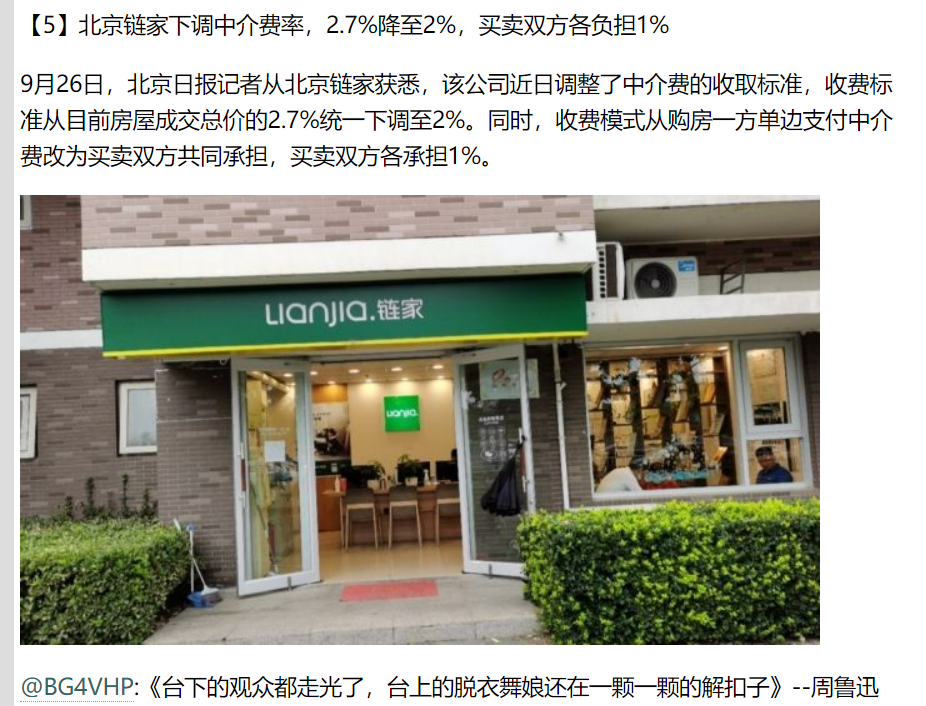 【5】北京链家下调中介费率，2.7%降至2%，买卖双方各负担1%
9月26日，北京日报记者从北京链家获悉，该公司近日调整了中介费的收取标准，收费标
准从目前房屋成交总价的2.7%统一下调至2%。同时，收费模式从购房一方单边支付中介
费改为买卖双方共同承担，买卖双方各承担1%。
LIANJIA.链家
LIANJIA.
@BG4VHP:《台下的观众都走光了，台上的脱衣舞娘还在一颗一颗的解扣子》--周鲁迅